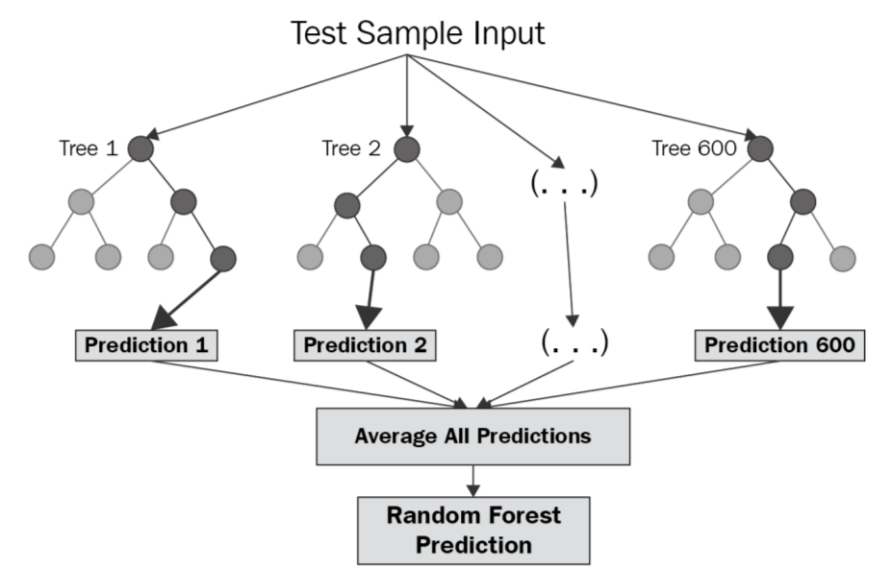 Test Sample Input
Tree 1
Tree 2
(. . .)
Tree 600
Prediction 1
Prediction 2
(. . .)
Prediction 600
Average All Predictions
Random Forest
Prediction